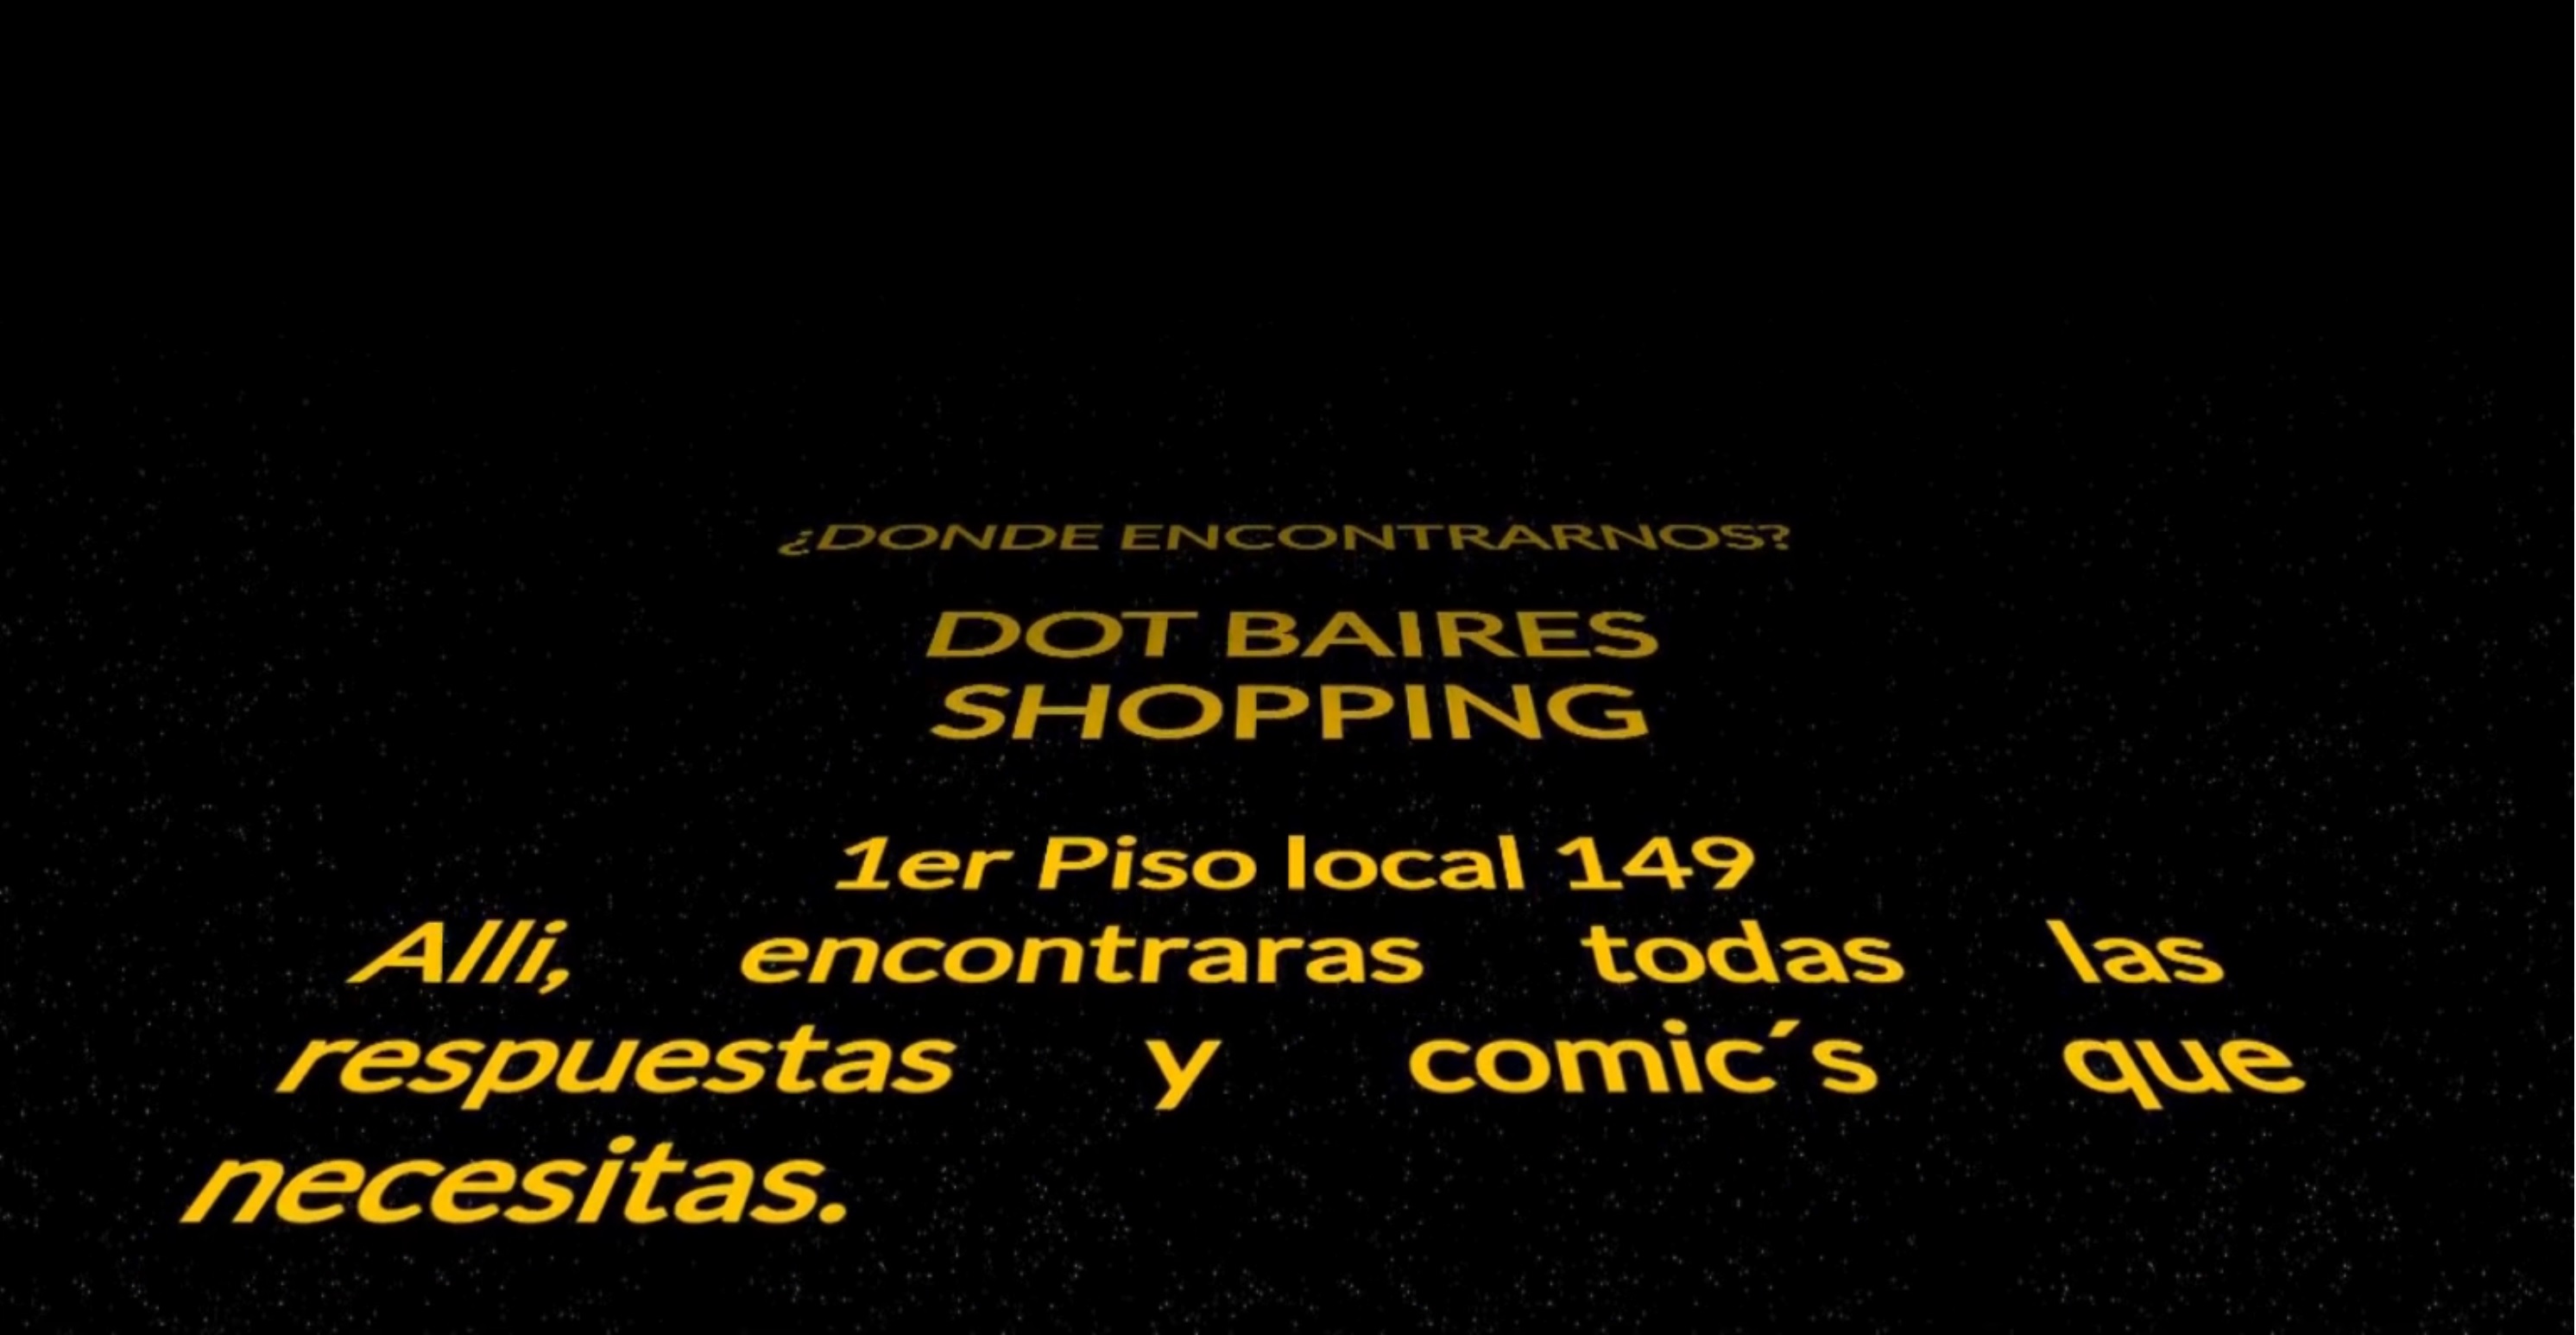 ¿DONDE ENCONTRARNOS?
DOT BAIRES
SHOPPING
1er Piso local 149
Alli, encontraras todas las
respuestas y comic´s que
necesitas.